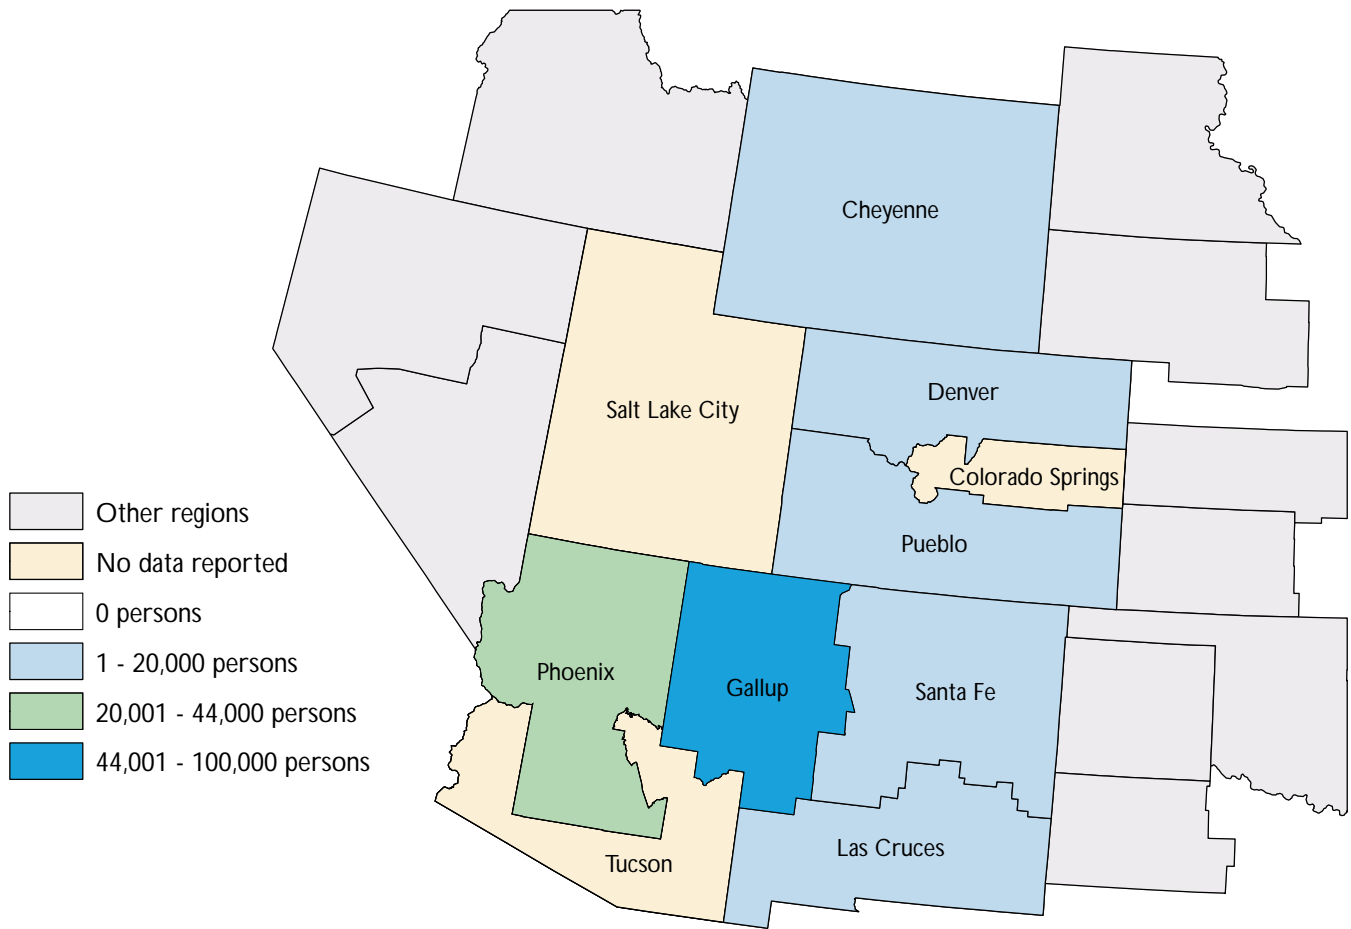 Cheyenne
Denver
Salt Lake City
Colorado Springs
Pueblo
Other regions
No data reported
0 persons
1 - 20,000 persons
20,001 - 44,000 persons
44,001 - 100,000 persons
Phoenix
Gallup
Santa Fe
Las Cruces
Tucson